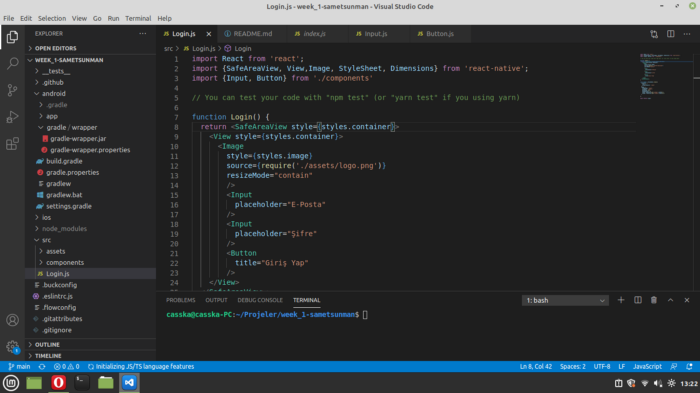 Login.js - week_1-sametsunman - Visual Studio Code
File Edit Selection View Go Run Terminal Help
EXPLORER
OPEN EDITORS
WEEK_1-SAMETSUNMAN
__tests__
.github
android
.gradle
app
gradle / wrapper
gradle-wrapper.jar
gradle-wrapper.properties
build.gradle
gradle.properties
gradlew
gradlew.bat
settings.gradle
ios
node_modules
src
assets
components
Login.js
.buckconfig
.eslintrc.js
.flowconfig
.gitattributes
.gitignore
OUTLINE
TIMELINE
Login.js README.md index.js Input.js Button.js
src > Login.js > Login
1 import React from 'react';
2 import {SafeAreaView, View,Image, StyleSheet, Dimensions} from 'react-native';
3 import {Input, Button} from './components'
4
5 // You can test your code with "npm test" (or "yarn test" if you using yarn)
6
7 function Login() {
8 return <SafeAreaView style={styles.container}>
9 <View style={styles.container}>
10 <Image
11 style={styles.image}
12 source={require('./assets/logo.png')}
13 resizeMode="contain"
14 />
15 <Input
16 placeholder="E-Posta"
17 />
18 <Input
19 placeholder="Şifre"
20 />
21 <Button
22 title="Giriş Yap"
23 />
24 </View>
PROBLEMS OUTPUT DEBUG CONSOLE TERMINAL 1: bash
casska@casska-PC:~/Projeler/week_1-sametsunman$
main 0 0 Initializing JS/TS language features Ln 8, Col 42 Spaces: 2 UTF-8 LF JavaScript
13:22